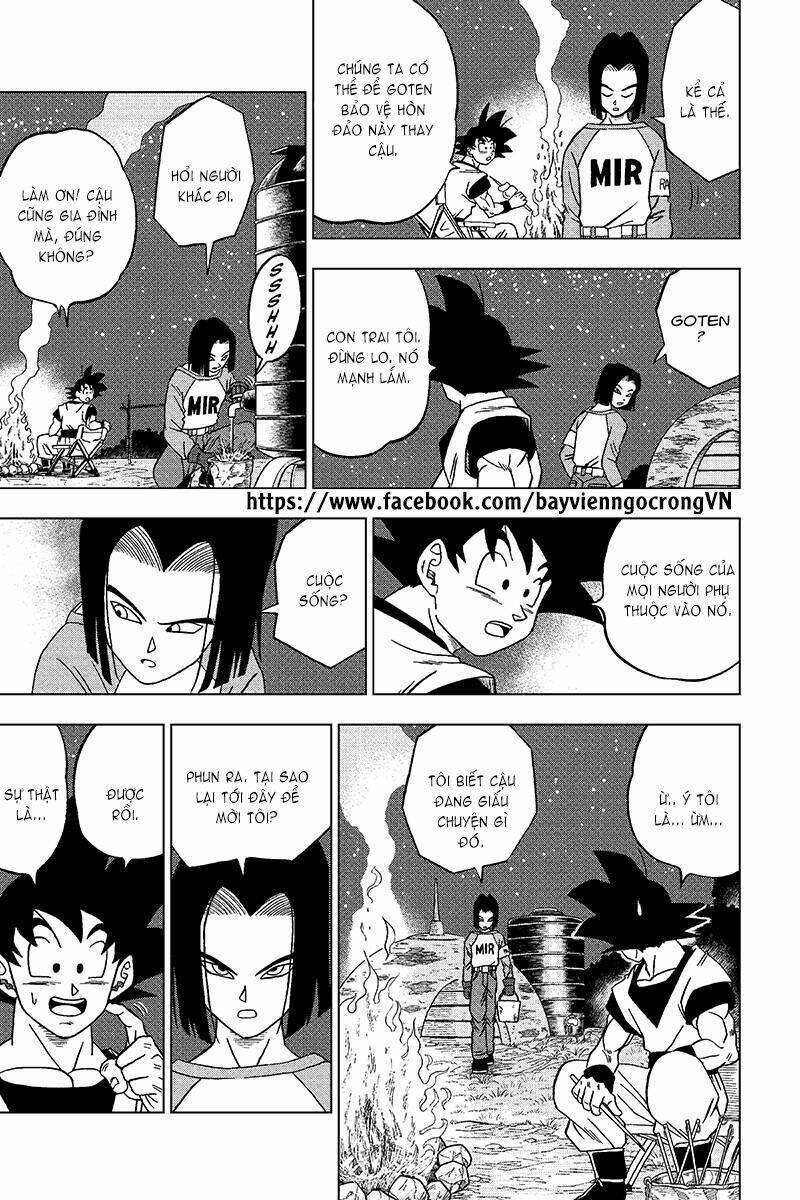 KỂ CẢ
LÀ THẾ.
CHÚNG TA CÓ
THỂ ĐỂ GOTEN
BẢO VỆ HÒN
ĐẢO NÀY THAY
CẬU.
MIR
RA
GOTEN
?
CON TRAI TÔI.
ĐỪNG LO. NÓ
MẠNH LẮM.
HỎI NGƯỜI
KHÁC ĐI.
LÀM ƠN! CẬU
CŨNG GIA ĐÌNH
MÀ, ĐÚNG
KHÔNG?
SSSHHH
MIR
https://www.facebook.com/bayvienngocrongVN
CUỘC SỐNG CỦA
MỌI NGƯỜI PHỤ
THUỘC VÀO NÓ.
CUỘC
SỐNG?
Ừ.. Ý TÔI
LÀ... ỪM...
TÔI BIẾT CẬU
ĐANG GIẤU
CHUYỆN GÌ
ĐÓ.
MIR
PHUN RA. TẠI SAO
LẠI TỚI ĐÂY ĐỂ
MỜI TÔI?
ĐƯỢC
RỒI.
SỰ THẬT
LÀ...